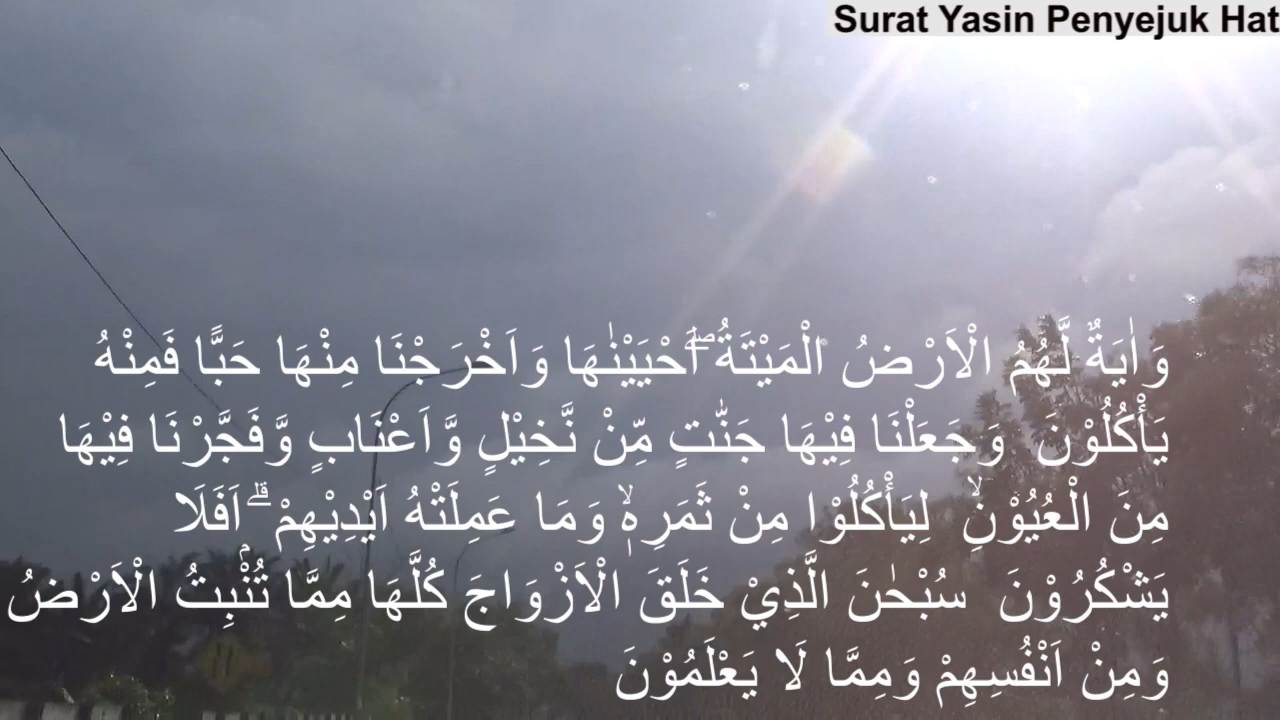 Surat Yasin Penyejuk Hat
وَاٰيَةٌ لَّهُمُ الْاَرْضُ الْمَيْتَةُ ۖاَحْيَيْنٰهَا وَاَخْرَجْنَا مِنْهَا حَبًّا فَمِنْهُ
يَأْكُلُوْنَ وَجَعَلْنَا فِيْهَا جَنّٰتٍ مِّنْ نَّخِيْلٍ وَّاَعْنَابٍ وَّفَجَّرْنَا فِيْهَا
مِنَ الْعُيُوْنِۙ لِيَأْكُلُوْا مِنْ ثَمَرِهٖۙ وَمَا عَمِلَتْهُ اَيْدِيْهِمْ ۗ اَفَلَا
يَشْكُرُوْنَ سُبْحٰنَ الَّذِيْ خَلَقَ الْاَزْوَاجَ كُلَّهَا مِمَّا تُنْۢبِتُ الْاَرْضُ
وَمِنْ اَنْفُسِهِمْ وَمِمَّا لَا يَعْلَمُوْنَ